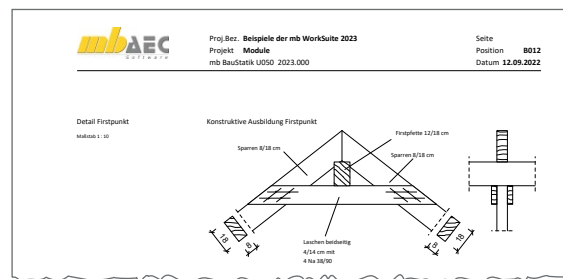 mbAEC
Software
Proj.Bez. Beispiele der mb WorkSuite 2023
Projekt Module
mb BauStatik U050 2023.000
Seite
Position B012
Datum 12.09.2022
Detail Firstpunkt
Maßstab 1 : 10
Konstruktive Ausbildung Firstpunkt
Firstpfette 12/18 cm
Sparren 8/18 cm
Sparren 8/18 cm
Laschen beidseitig
4/14 cm mit
4 Na 38/90
18
8
8
18